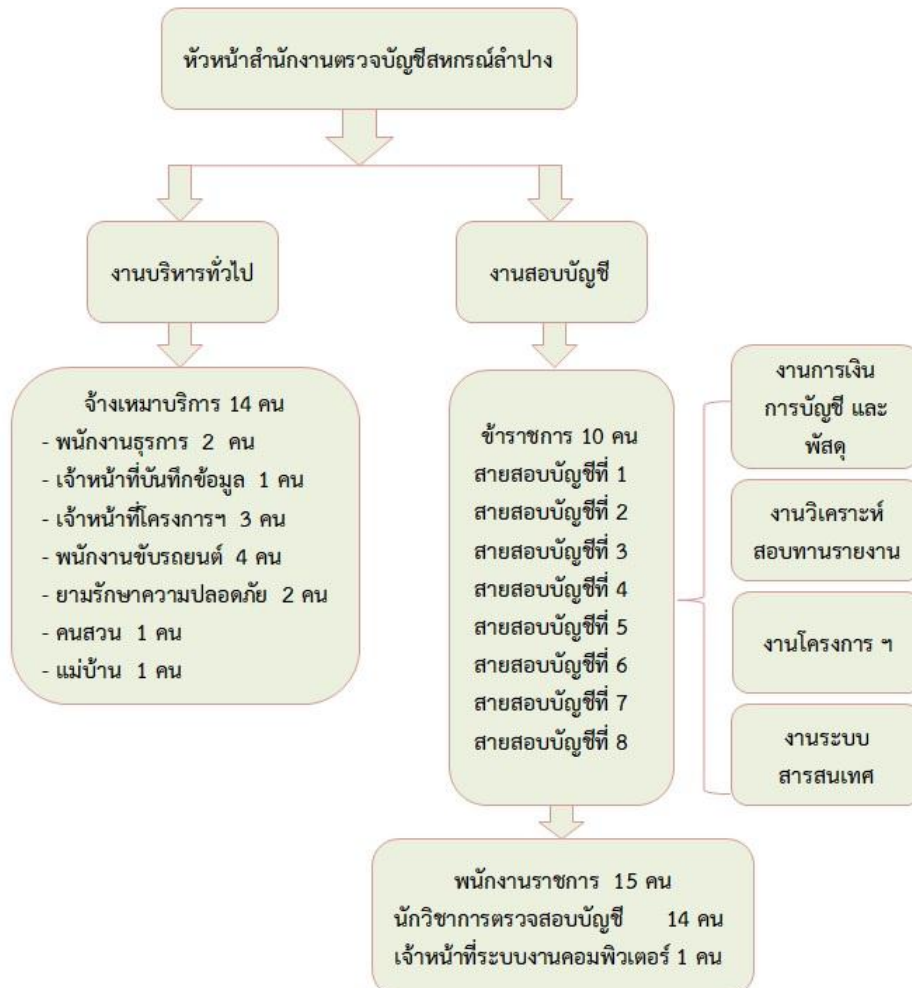 หัวหน้าสำนักงานตรวจบัญชีสหกรณ์ลำปาง
งานบริหารทั่วไป
จ้างเหมาบริการ 14 คน
- พนักงานธุรการ 2 คน
- เจ้าหน้าที่บันทึกข้อมูล 1 คน
- เจ้าหน้าที่โครงการฯ 3 คน
- พนักงานขับรถยนต์ 4 คน
- ยามรักษาความปลอดภัย 2 คน
- คนสวน 1 คน
- แม่บ้าน 1 คน
งานสอบบัญชี
ข้าราชการ 10 คน
สายสอบบัญชีที่ 1
สายสอบบัญชีที่ 2
สายสอบบัญชีที่ 3
สายสอบบัญชีที่ 4
สายสอบบัญชีที่ 5
สายสอบบัญชีที่ 6
สายสอบบัญชีที่ 7
สายสอบบัญชีที่ 8
งานการเงิน
การบัญชี และ
พัสดุ
งานวิเคราะห์
สอบทานรายงาน
งานโครงการ ฯ
งานระบบ
สารสนเทศ
พนักงานราชการ 15 คน
นักวิชาการตรวจสอบบัญชี 14 คน
เจ้าหน้าที่ระบบงานคอมพิวเตอร์ 1 คน